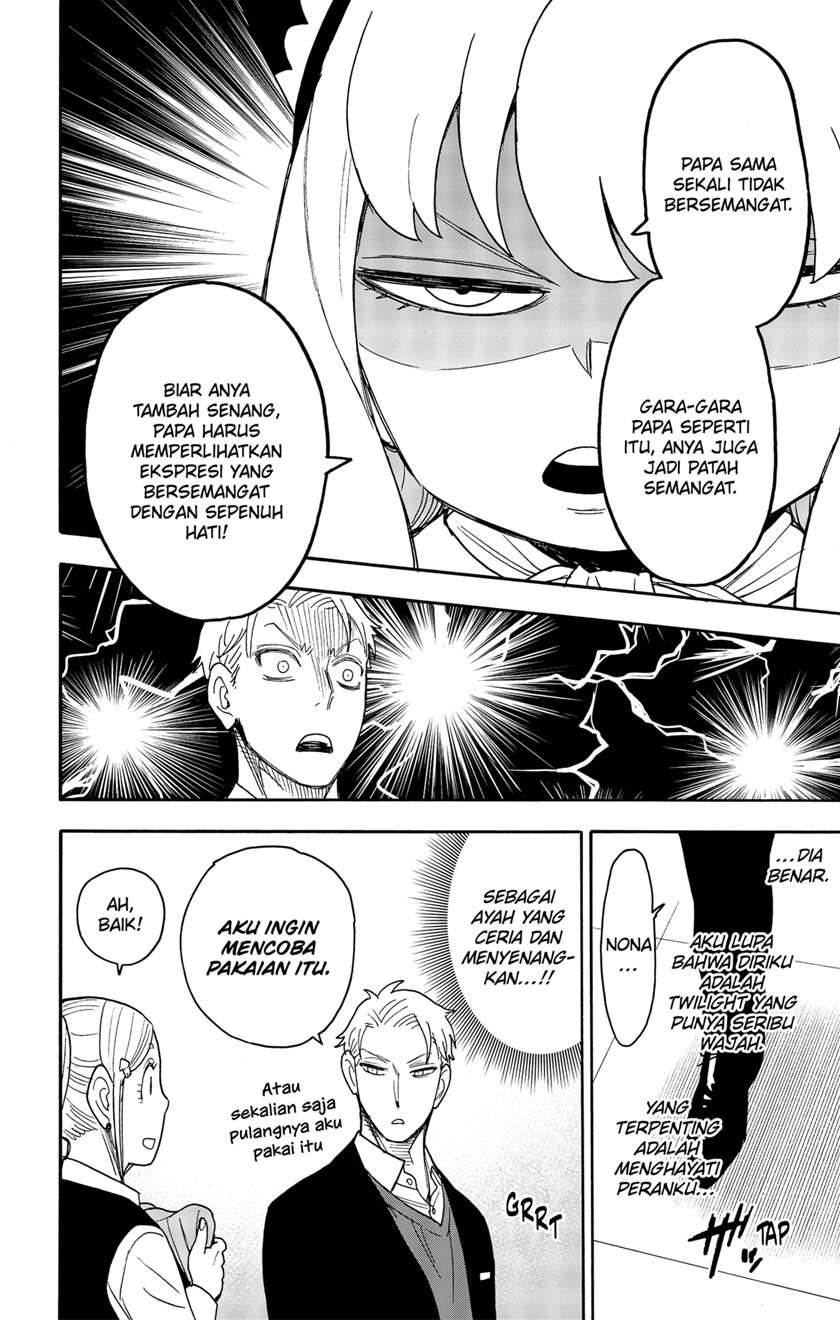 PAPA SAMA
SEKALI TIDAK
BERSEMANGAT.
GARA-GARA
PAPA SEPERTI
ITU, ANYA JUGA
JADI PATAH
SEMANGAT.
BIAR ANYA
TAMBAH SENANG,
PAPA HARUS
MEMPERLIHATKAN
EKSPRESI YANG
BERSEMANGAT
DENGAN SEPENUH
HATI!
...DIA
BENAR.
AKU LUPA
BAHWA DIRIKU
ADALAH
TWILIGHT YANG
PUNYA SERIBU
WAJAH.
YANG
TERPENTING
ADALAH
MENGHAYATI
PERANKU...
TAP
NONA
...
SEBAGAI
AYAH YANG
CERIA DAN
MENYENANG-
KAN...!!
GRRT
AKU INGIN
MENCOBA
PAKAIAN ITU.
Atau
sekalian saja
pulangnya aku
pakai itu
AH,
BAIK!